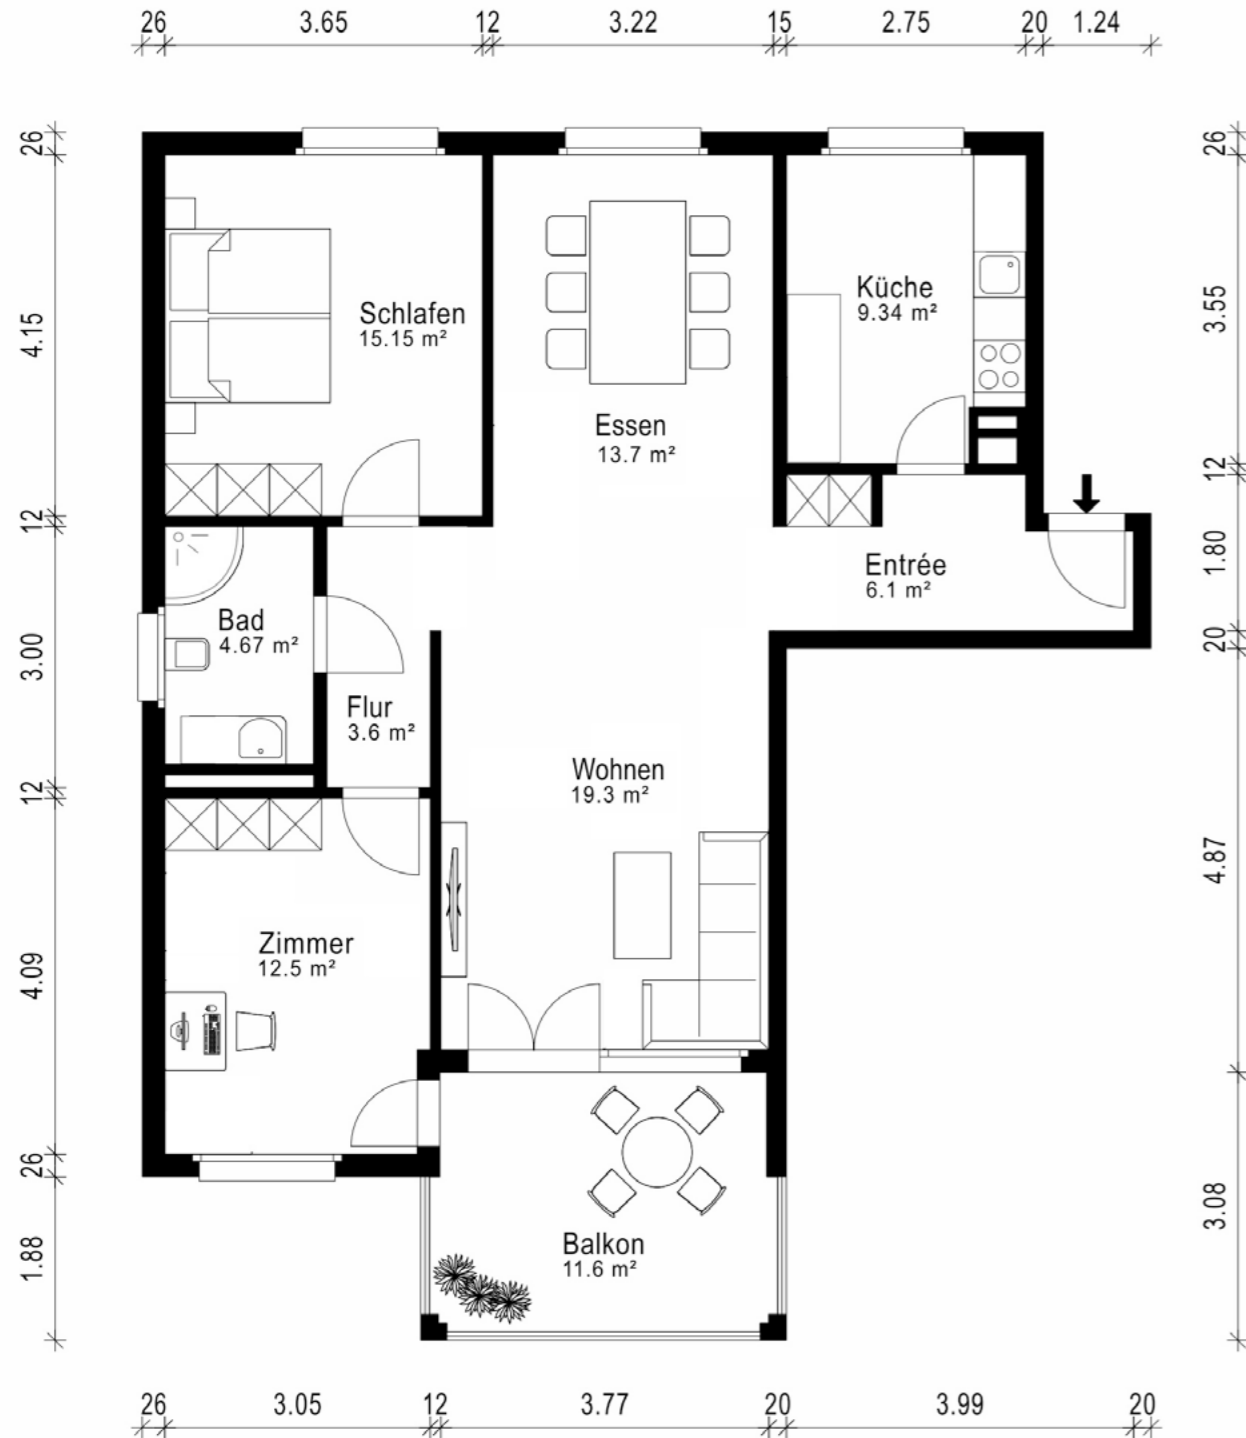 26 3.65 12 3.22 15 2.75 20 1.24
26
4.15
12
3.00
12
4.09
26
1.88
Schlafen
15.15 m²
Essen
13.7 m²
Küche
9.34 m²
Entrée
6.1 m²
Bad
4.67 m²
Flur
3.6 m²
Wohnen
19.3 m²
Zimmer
12.5 m²
Balkon
11.6 m²
26
3.55
12
1.80
20
4.87
3.08
26 3.05 12 3.77 20 3.99 20